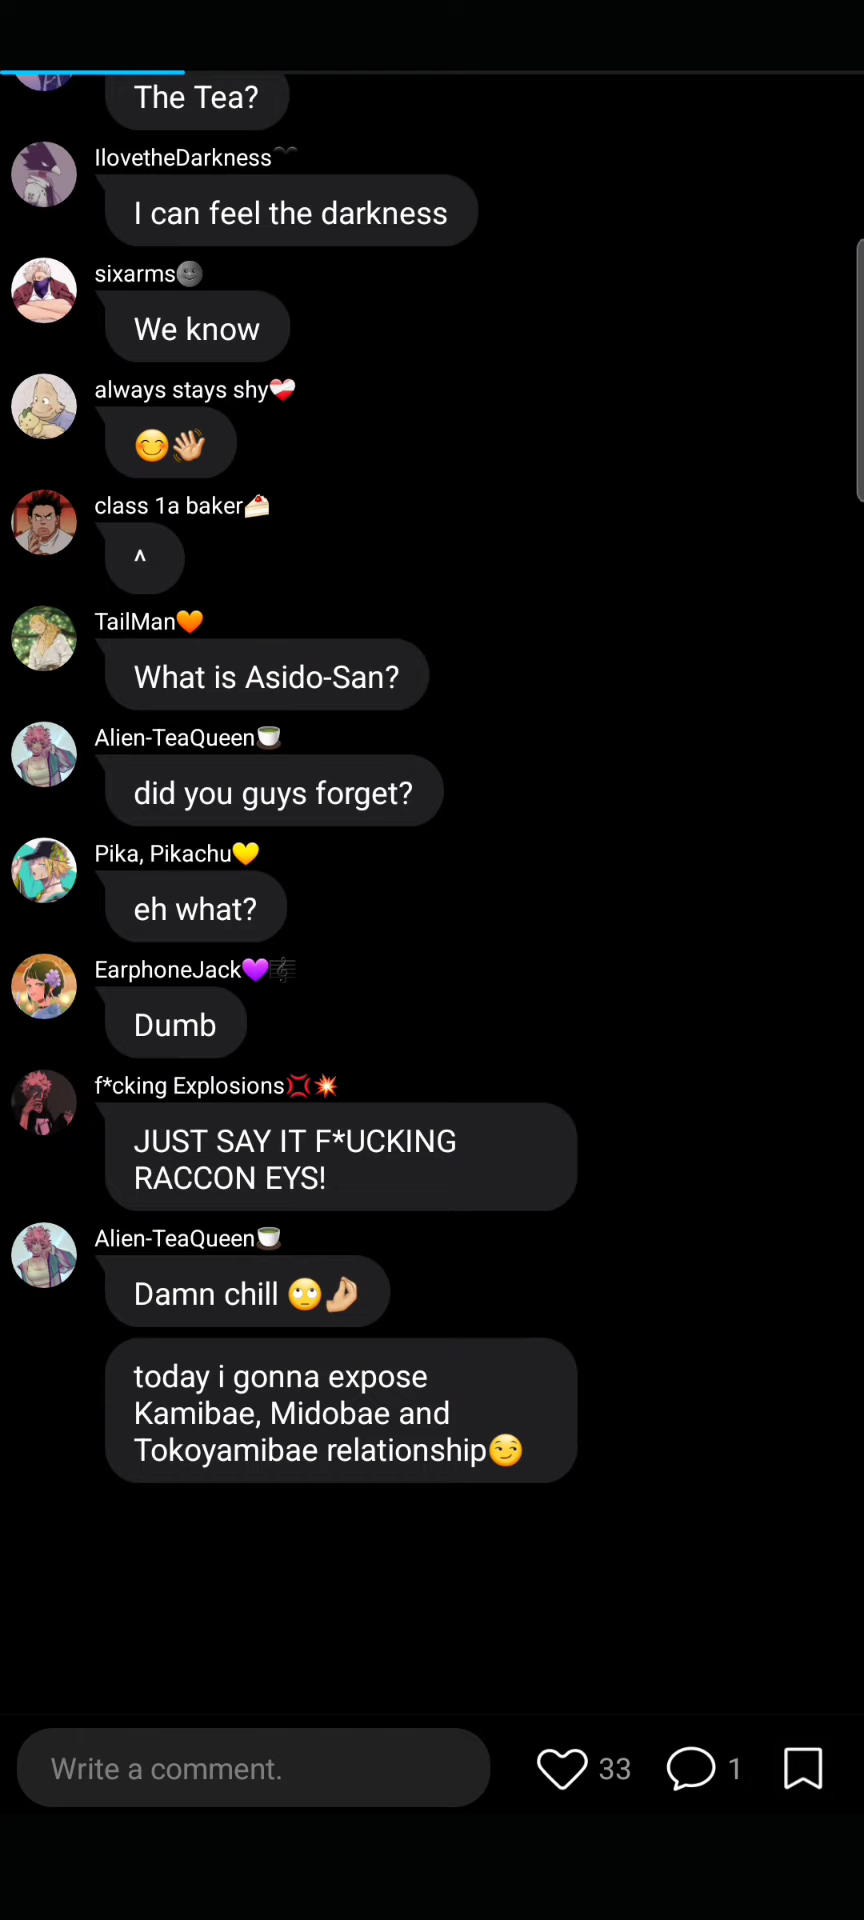 The Tea?
IlovetheDarkness
I can feel the darkness
sixarms🌚
We know
always stays shy❤️‍🩹
😊👋🏼
class 1a baker🍰
^
TailMan🧡
What is Asido-San?
Alien-TeaQueen🍵
did you guys forget?
Pika, Pikachu💛
eh what?
EarphoneJack💜🎼
Dumb
f*cking Explosions💢💥
JUST SAY IT F*UCKING
RACCON EYS!
Alien-TeaQueen🍵
Damn chill 🙄🤌🏼
today i gonna expose
Kamibae, Midobae and
Tokoyamibae relationship😏
Write a comment.
33
1